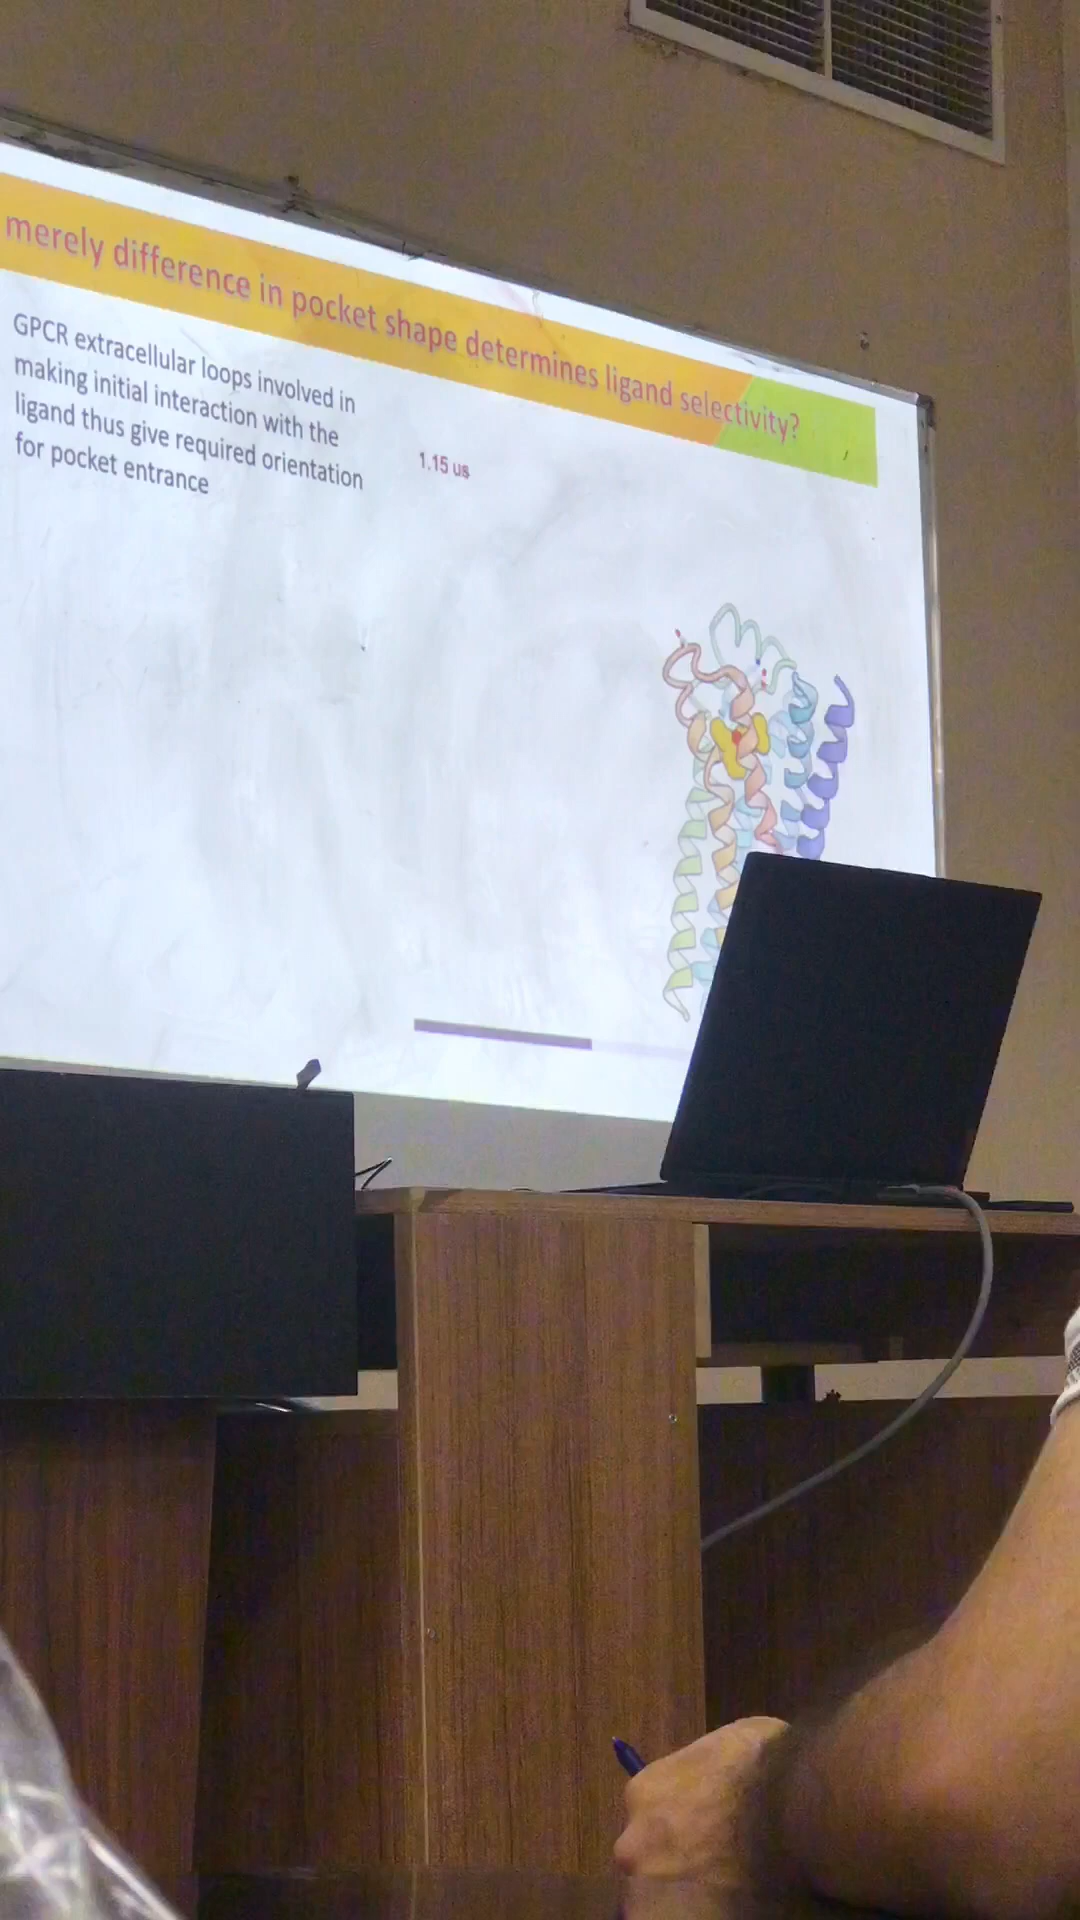 merely difference in pocket shape determines ligand selectivity?
GPCR extracellular loops involved in
making initial interaction with the
ligand thus give required orientation
for pocket entrance
1.15 us